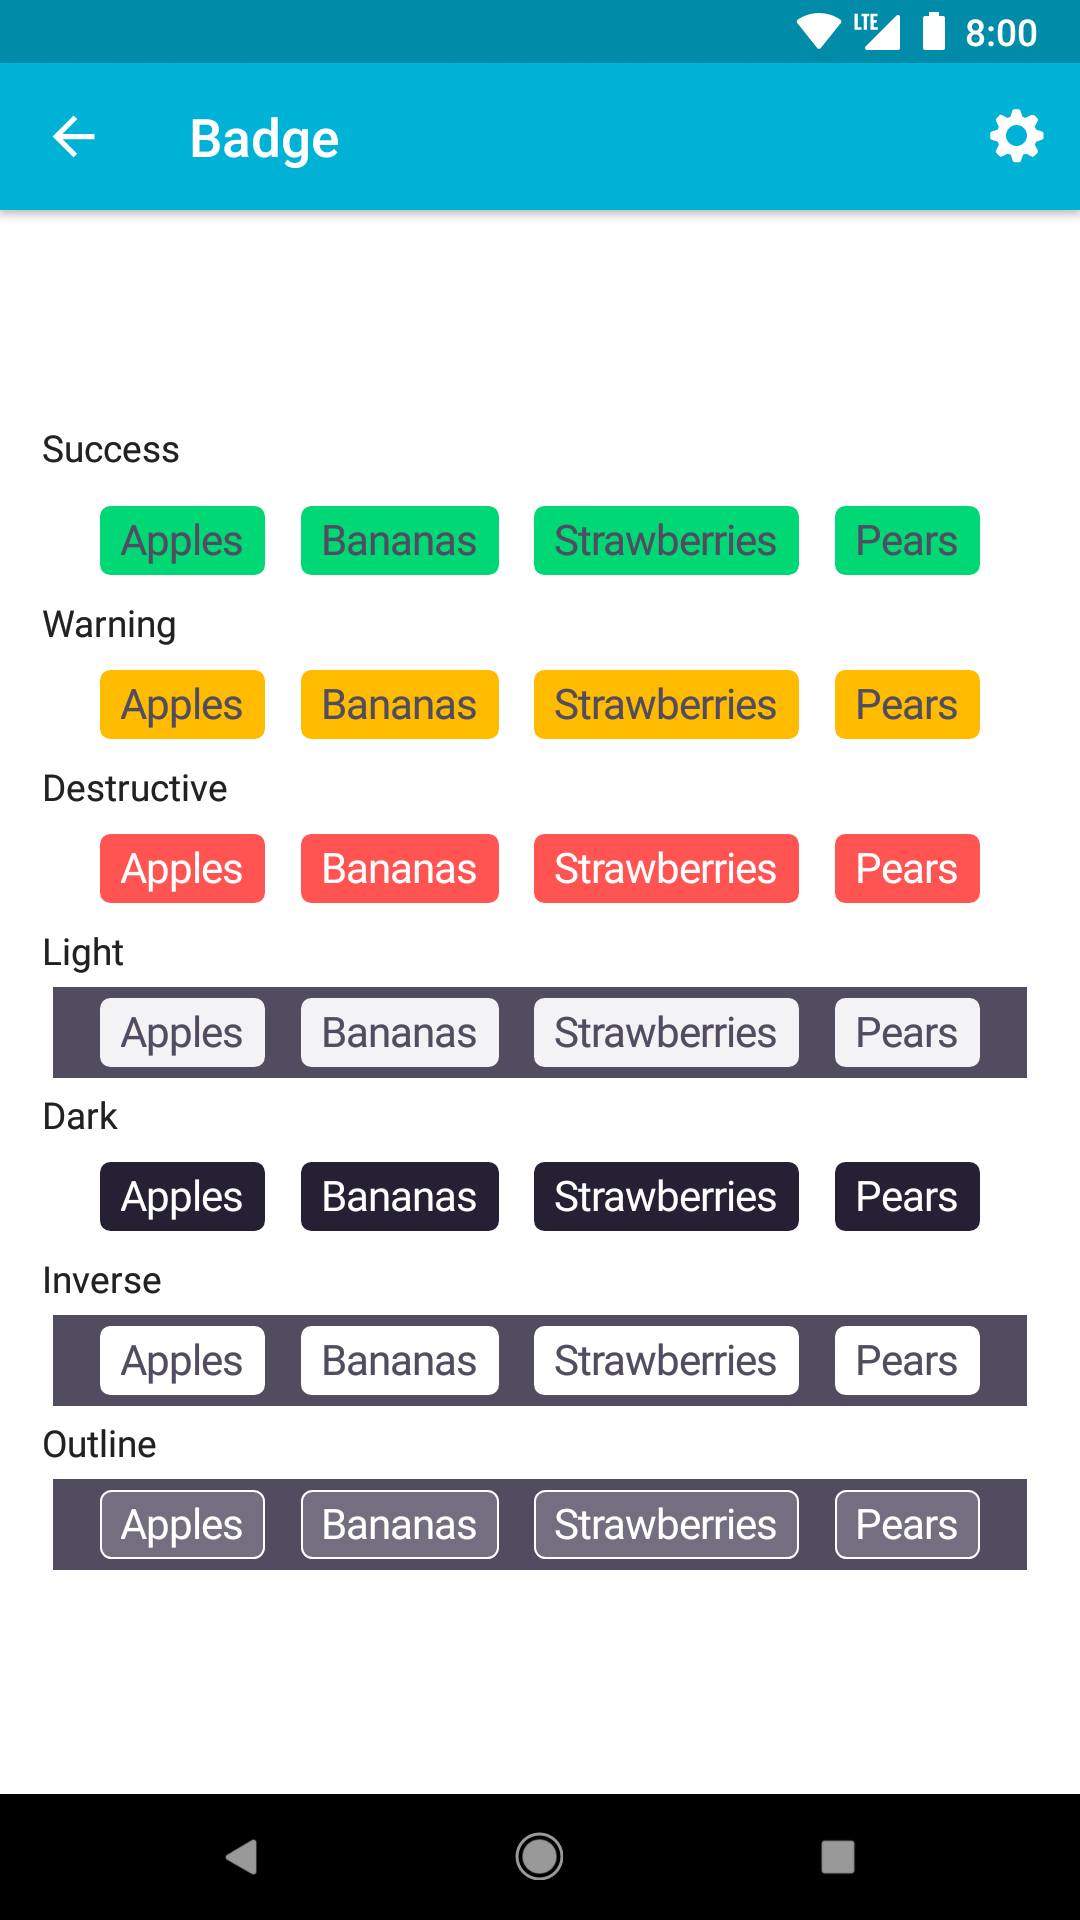 LTE 8:00
Badge
Success
Apples Bananas Strawberries Pears
Warning
Apples Bananas Strawberries Pears
Destructive
Apples Bananas Strawberries Pears
Light
Apples Bananas Strawberries Pears
Dark
Apples Bananas Strawberries Pears
Inverse
Apples Bananas Strawberries Pears
Outline
Apples Bananas Strawberries Pears